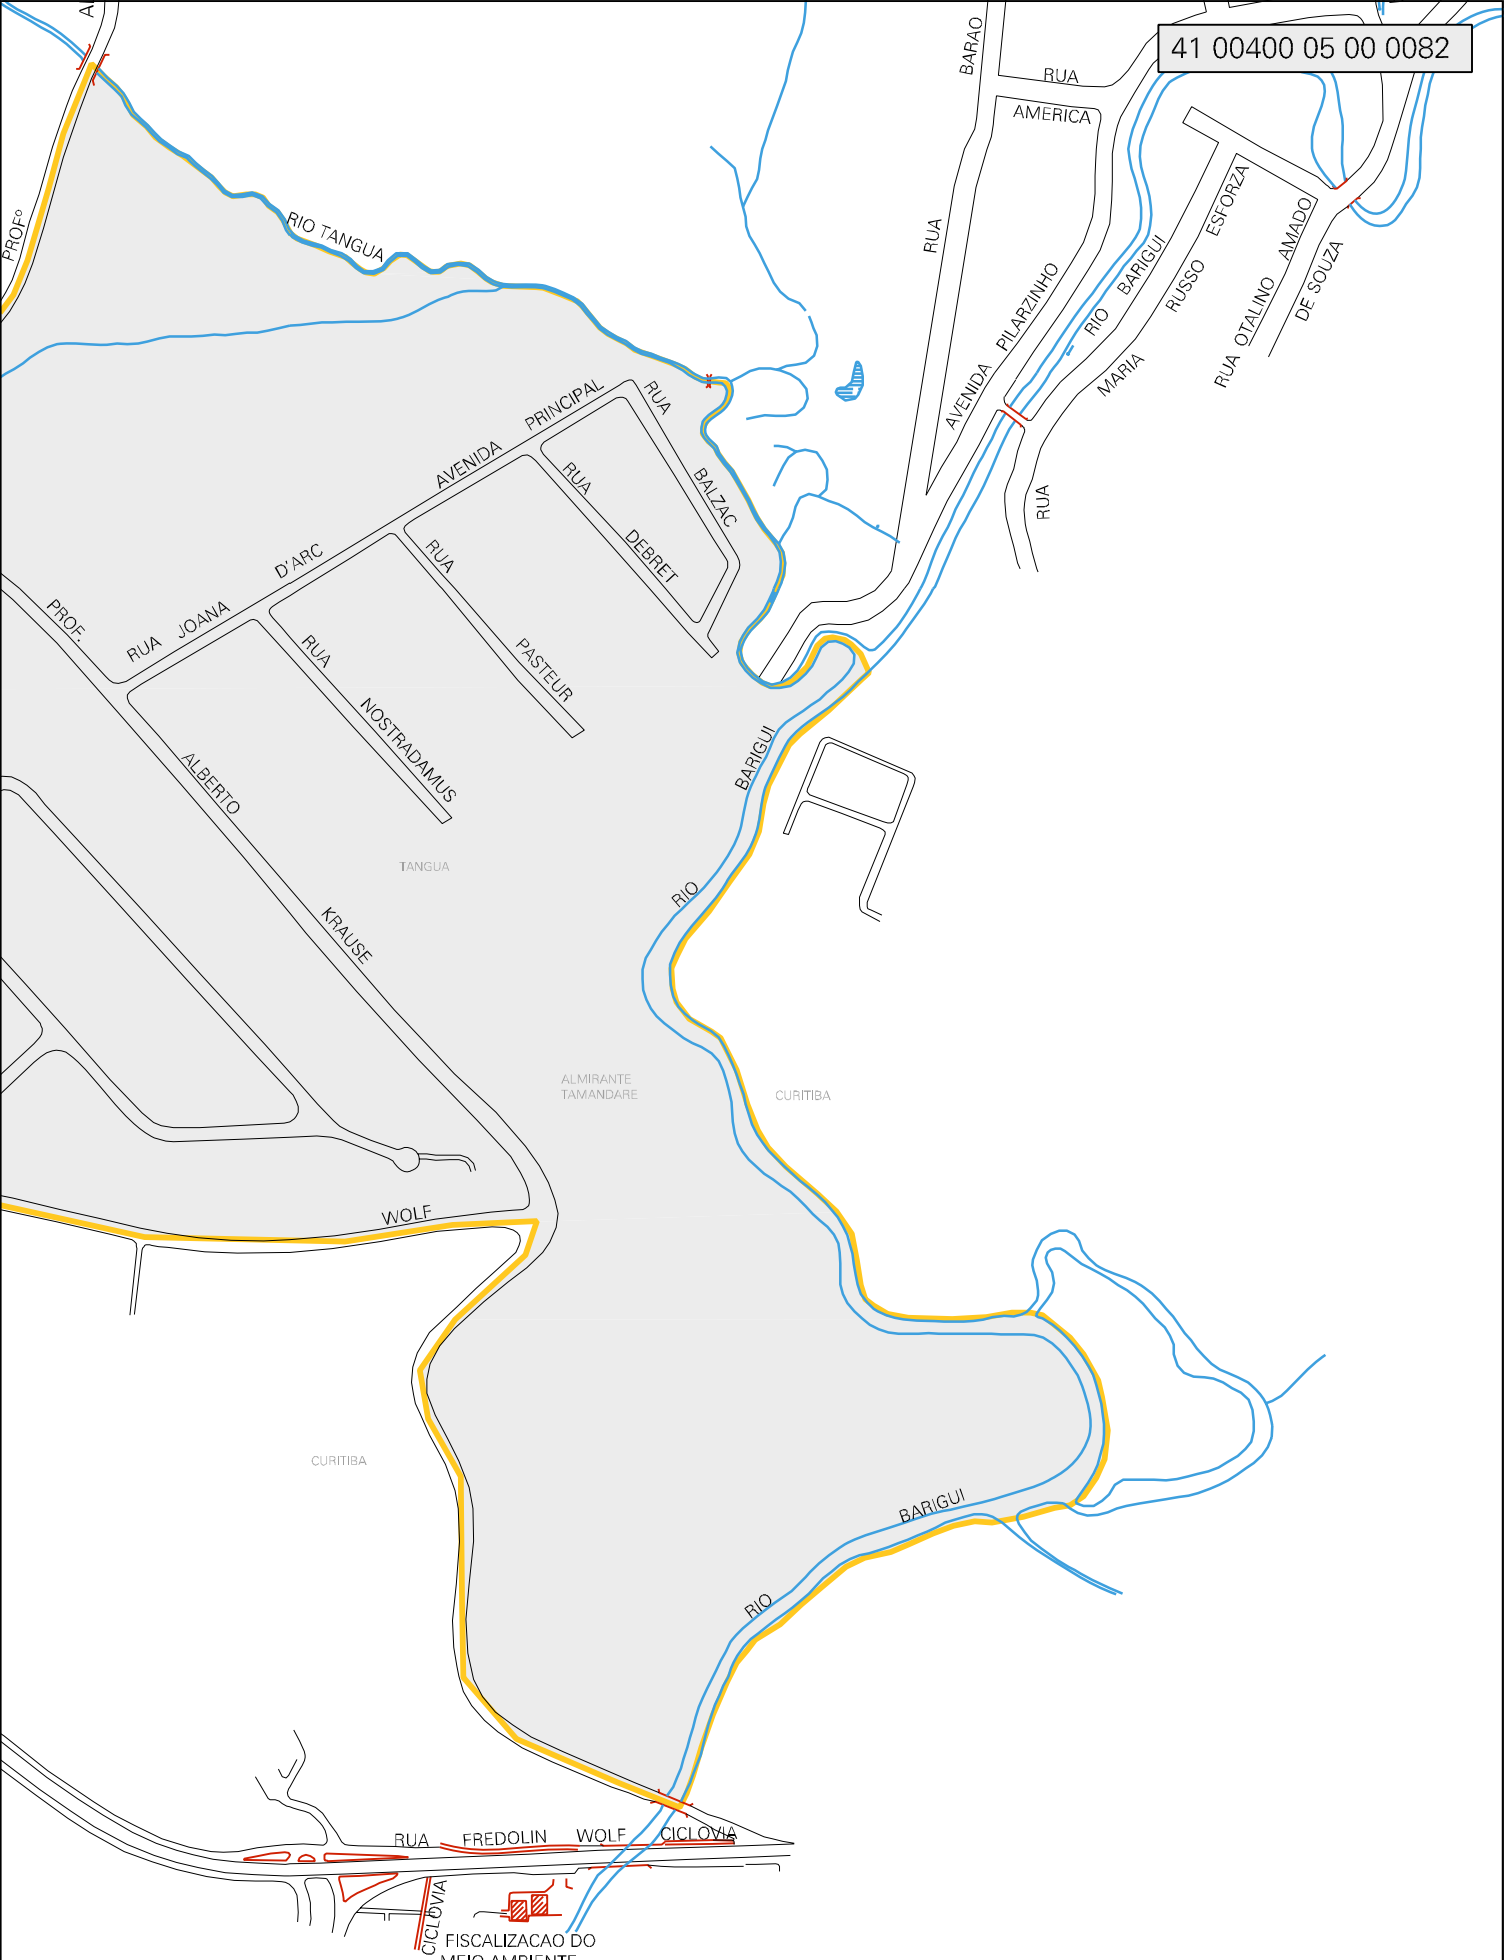 41 00400 05 00 0082
BARAO
RUA
AMERICA
RUA
AVENIDA PILARZINHO
RIO BARIGUI
RUA MARIA RUSSO ESFORZA
RUA OTALINO AMADO
DE SOUZA
PROFº
RIO TANGUA
RUA JOANA D'ARC
AVENIDA PRINCIPAL
RUA BALZAC
RUA DEBRET
RUA PASTEUR
RUA NOSTRADAMUS
PROF. ALBERTO KRAUSE
TANGUA
RIO BARIGUI
ALMIRANTE
TAMANDARE
CURITIBA
WOLF
CURITIBA
RIO BARIGUI
RUA FREDOLIN WOLF CICLOVIA
CICLOVIA
FISCALIZACAO DO
MEIO AMBIENTE